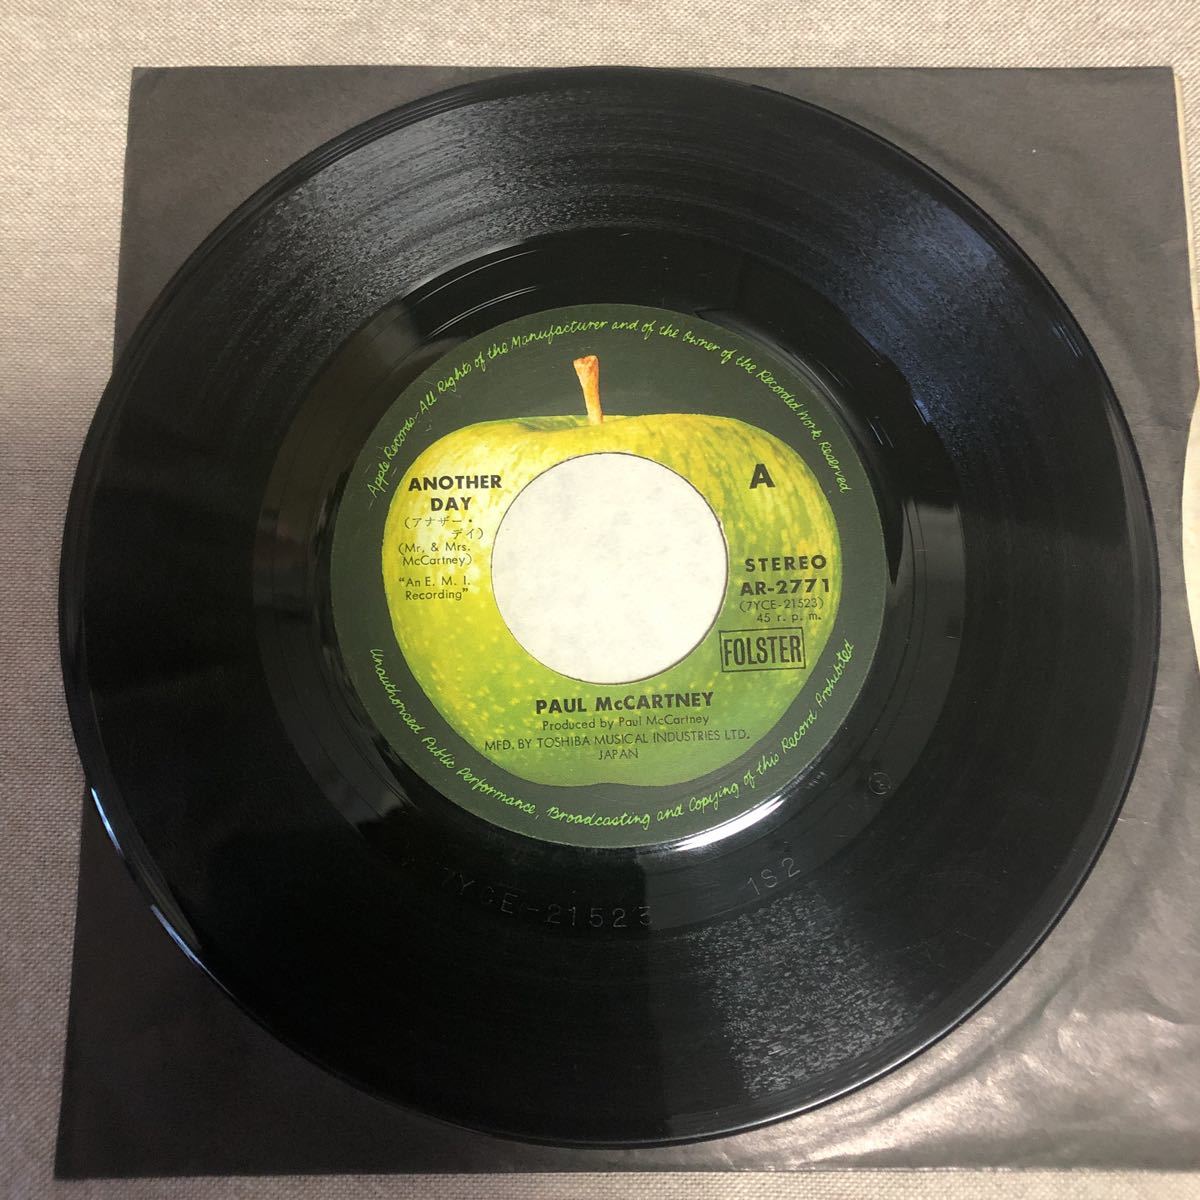 Apple Records-All Rights of the Manufacturer and of the Owner of the Recorded Work Reserved
ANOTHER
DAY
(アナザー・
デイ)
(Mr. & Mrs.
McCartney)
"An E. M. I.
Recording"
A
STEREO
AR-2771
(7YCE-21523)
45 r. p. m.
FOLSTER
PAUL McCARTNEY
Produced by Paul McCartney
MFD. BY TOSHIBA MUSICAL INDUSTRIES LTD.
JAPAN
Unauthorised Public Performance, Broadcasting and Copying of this Record Prohibited
7YCE-21523
1S2